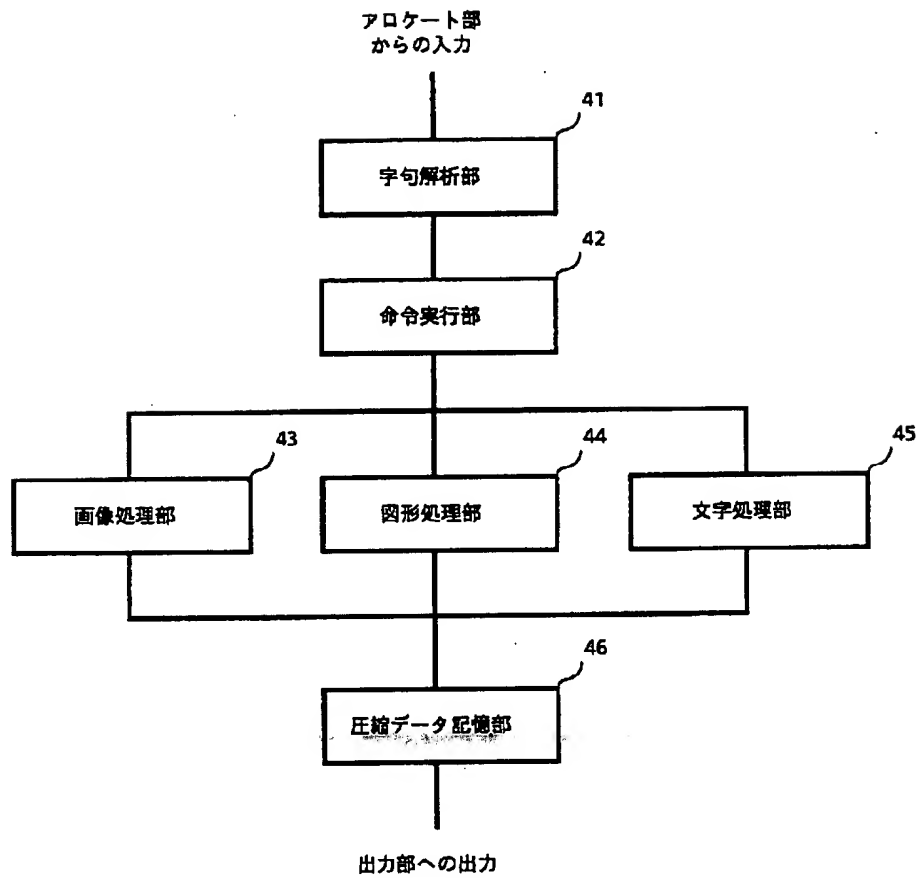 アロケート部
からの入力
41
字句解析部
42
命令実行部
43
画像処理部
44
図形処理部
45
文字処理部
46
圧縮データ記憶部
出力部への出力